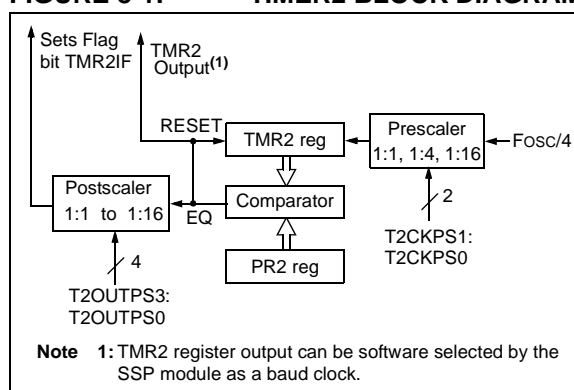 FIGURE 8-1: TIMER2 BLOCK DIAGRAM
Sets Flag
bit TMR2IF
TMR2
Output(1)
RESET
TMR2 reg
Prescaler
1:1, 1:4, 1:16
FOSC/4
Postscaler
1:1 to 1:16
EQ
Comparator
2
T2CKPS1:
T2CKPS0
PR2 reg
4
T2OUTPS3:
T2OUTPS0
Note 1: TMR2 register output can be software selected by the
SSP module as a baud clock.